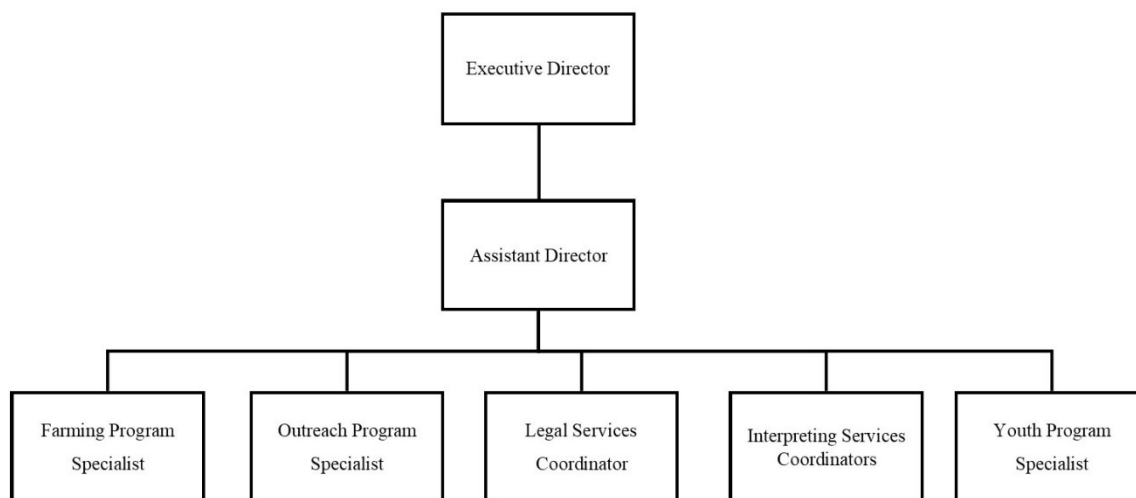 Executive Director
Assistant Director
Farming Program
Specialist
Outreach Program
Specialist
Legal Services
Coordinator
Interpreting Services
Coordinators
Youth Program
Specialist